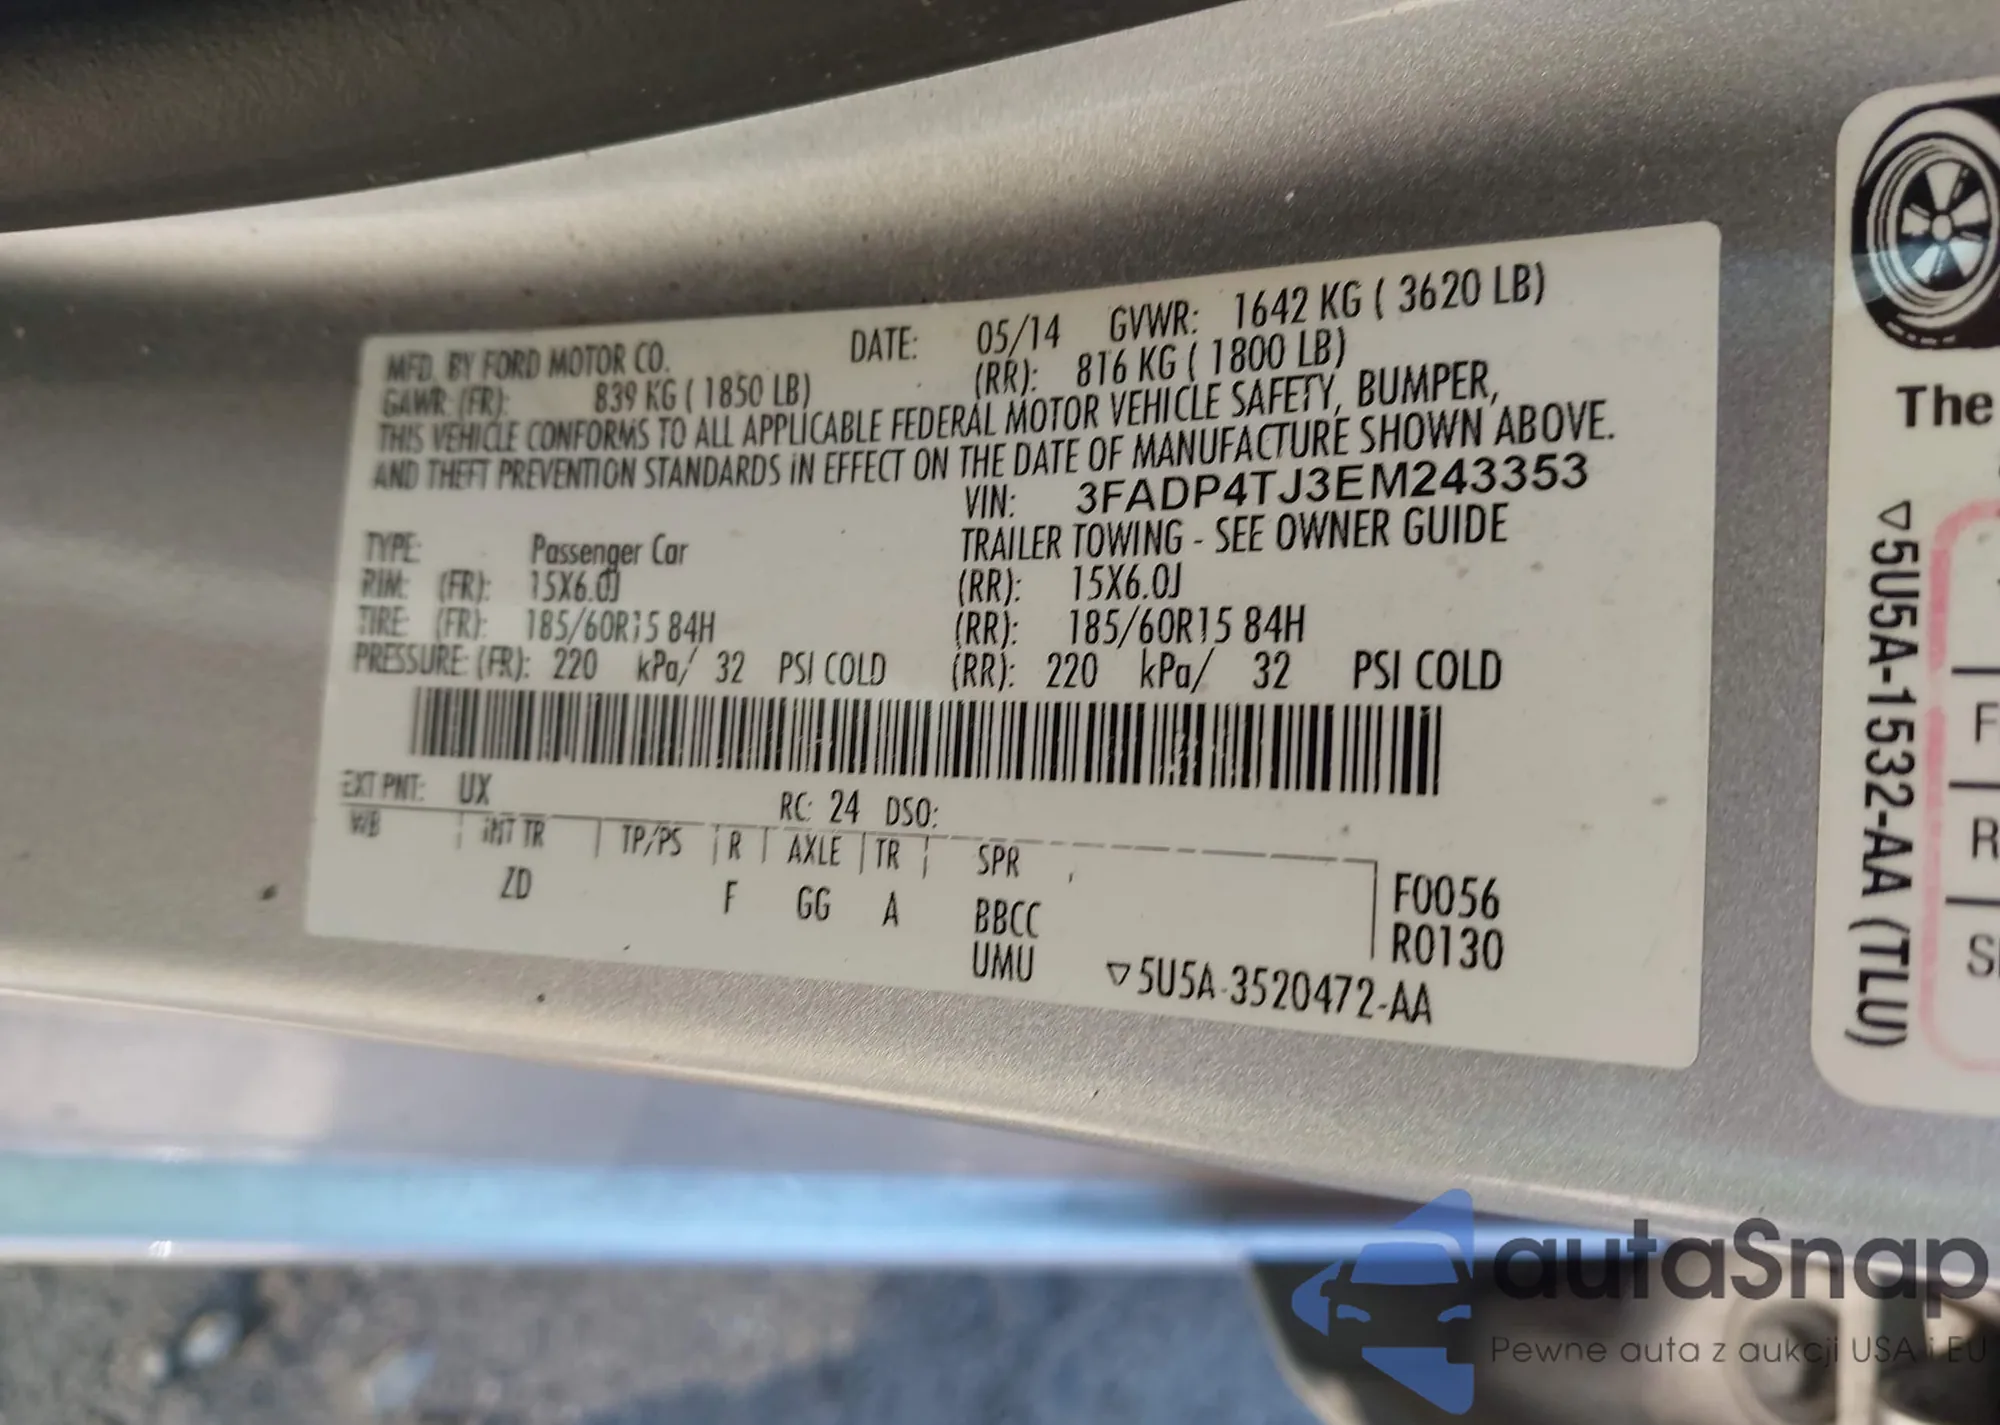 MFD. BY FORD MOTOR CO. DATE: 05/14 GVWR: 1642 KG ( 3620 LB)
GAWR (FR): 839 KG ( 1850 LB) (RR): 816 KG ( 1800 LB)
THIS VEHICLE CONFORMS TO ALL APPLICABLE FEDERAL MOTOR VEHICLE SAFETY, BUMPER,
AND THEFT PREVENTION STANDARDS IN EFFECT ON THE DATE OF MANUFACTURE SHOWN ABOVE.
VIN: 3FADP4TJ3EM243353
TYPE: Passenger Car TRAILER TOWING - SEE OWNER GUIDE
RIM: (FR): 15X6.0J (RR): 15X6.0J
TIRE (FR): 185/60R15 84H (RR): 185/60R15 84H
PRESSURE: (FR): 220 kPa/ 32 PSI COLD (RR): 220 kPa/ 32 PSI COLD
EXT PNT: UX RC: 24 DSO:
WB INT TR TP/PS R AXLE TR SPR
ZD F GG A BBCC F0056
UMU R0130
▽5U5A-3520472-AA
The
▽5U5A-1532-AA (TLU)
F
R
autaSnap
Pewne auta z aukcji USA i EU